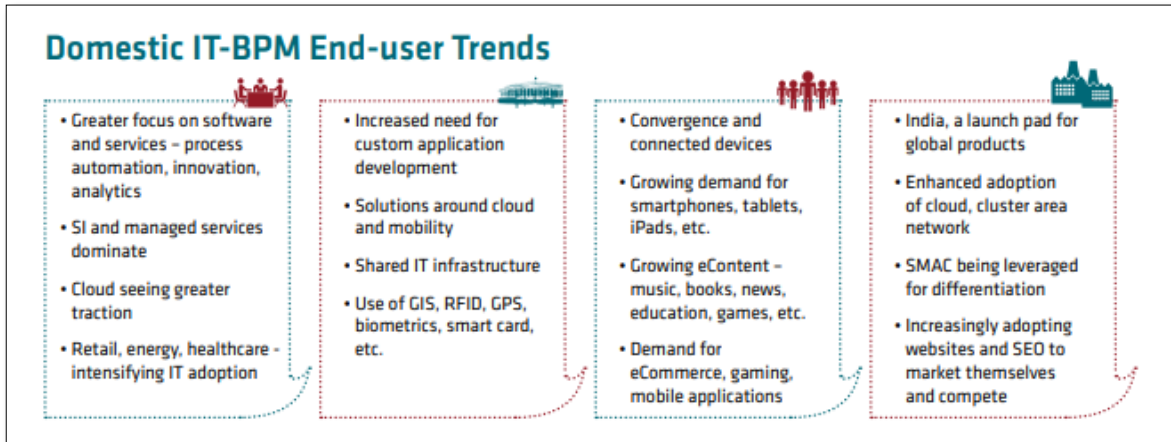 Domestic IT-BPM End-user Trends
• Greater focus on software
and services – process
automation, innovation,
analytics
• SI and managed services
dominate
• Cloud seeing greater
traction
• Retail, energy, healthcare -
intensifying IT adoption
• Increased need for
custom application
development
• Solutions around cloud
and mobility
• Shared IT infrastructure
• Use of GIS, RFID, GPS,
biometrics, smart card,
etc.
• Convergence and
connected devices
• Growing demand for
smartphones, tablets,
iPads, etc.
• Growing eContent –
music, books, news,
education, games, etc.
• Demand for
eCommerce, gaming,
mobile applications
• India, a launch pad for
global products
• Enhanced adoption
of cloud, cluster area
network
• SMAC being leveraged
for differentiation
• Increasingly adopting
websites and SEO to
market themselves
and compete